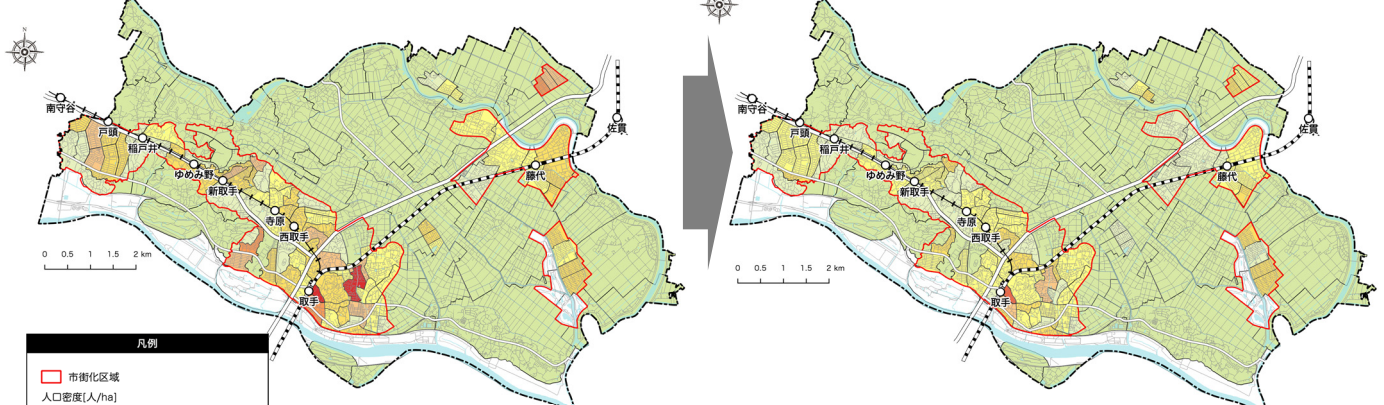 N
南守谷
戸頭
稲戸井
ゆめみ野
新取手
寺原
西取手
取手
藤代
佐貫
0 0.5 1 1.5 2 km
凡例
市街化区域
人口密度[人/ha]
南守谷
戸頭
稲戸井
ゆめみ野
新取手
寺原
西取手
取手
藤代
佐貫
0 0.5 1 1.5 2 km